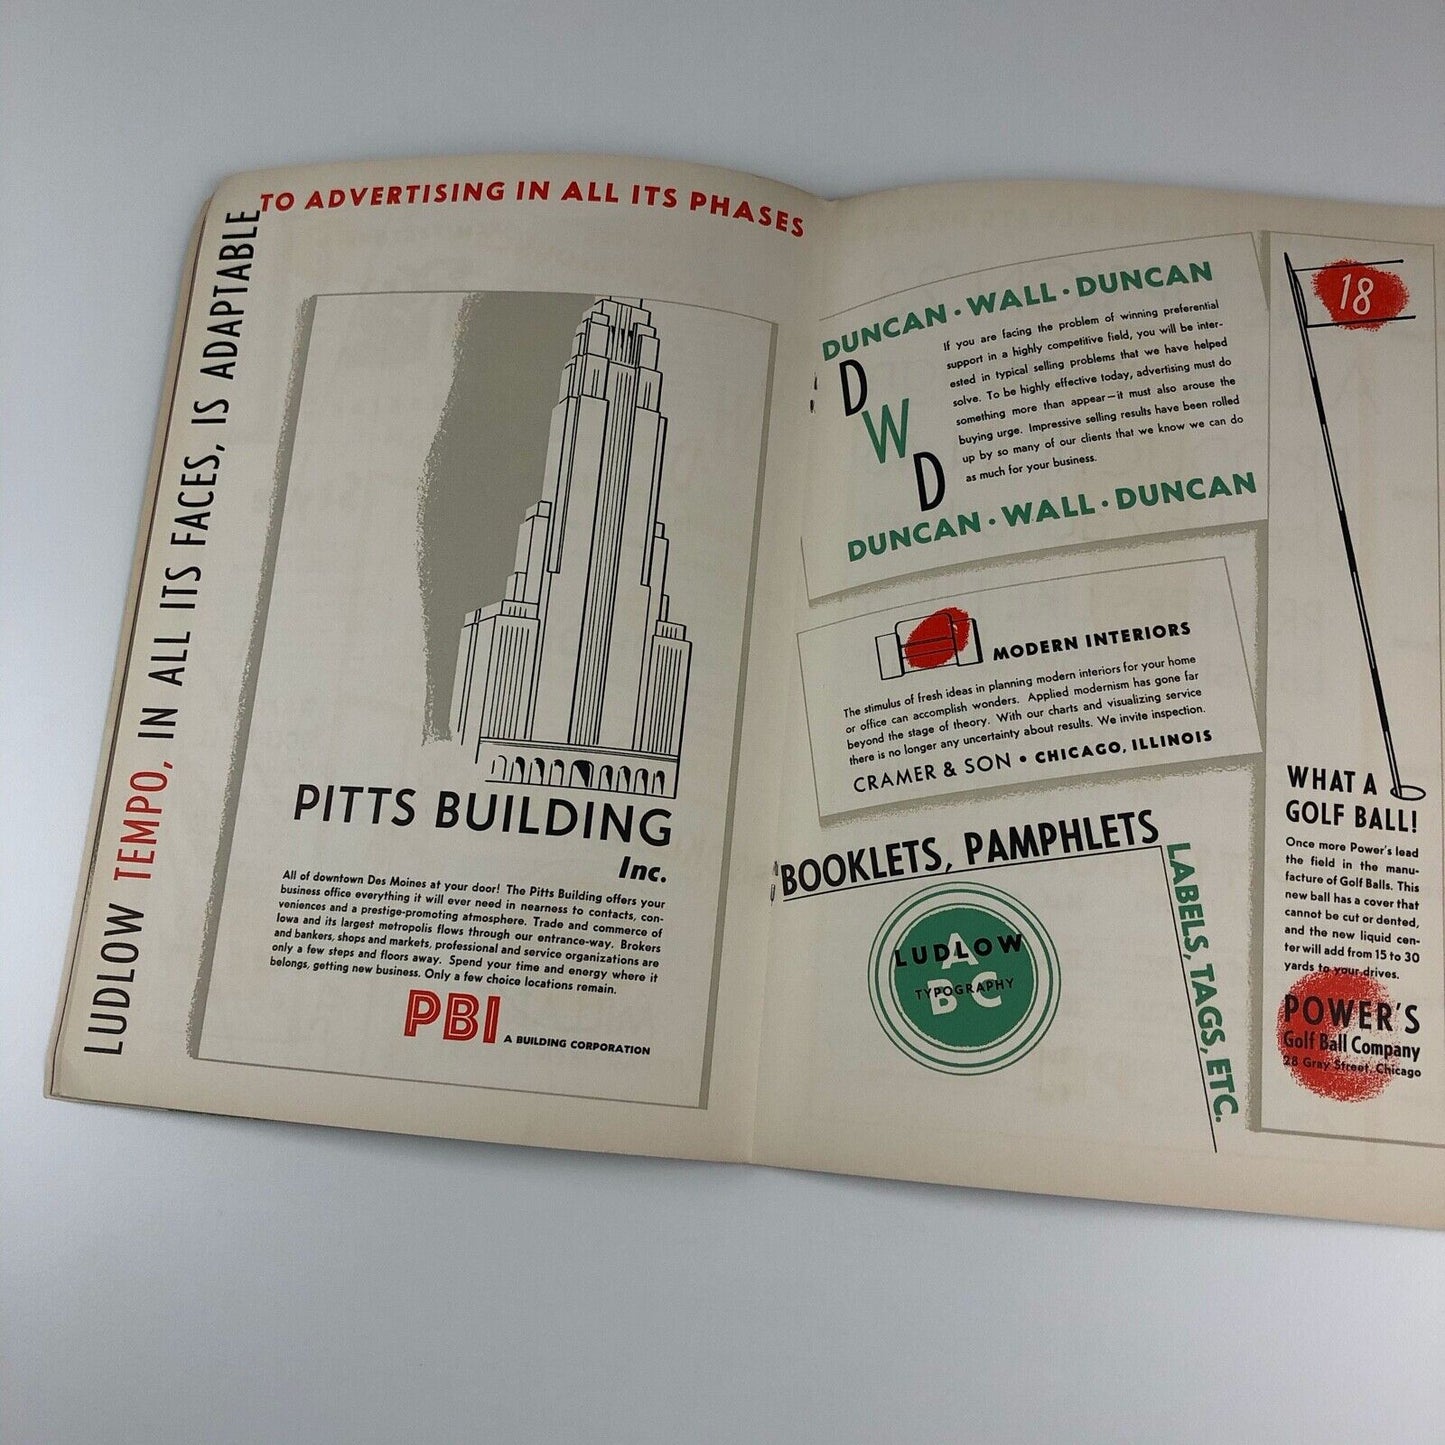 LUDLOW TEMPO, IN ALL ITS FACES, IS ADAPTABLE
TO ADVERTISING IN ALL ITS PHASES
PITTS BUILDING
Inc.
All of downtown Des Moines at your door! The Pitts Building offers your
business office everything it will ever need in nearness to contacts, con-
veniences and a prestige-promoting atmosphere. Trade and commerce of
Iowa and its largest metropolis flows through our entrance-way. Brokers
and bankers, shops and markets, professional and service organizations are
only a few steps and floors away. Spend your time and energy where it
belongs, getting new business. Only a few choice locations remain.
PBI A BUILDING CORPORATION
DUNCAN · WALL · DUNCAN
D
W
D
If you are facing the problem of winning preferential
support in a highly competitive field, you will be inter-
ested in typical selling problems that we have helped
solve. To be highly effective today, advertising must do
something more than appear—it must also arouse the
buying urge. Impressive selling results have been rolled
up by so many of our clients that we know we can do
as much for your business.
DUNCAN · WALL · DUNCAN
MODERN INTERIORS
The stimulus of fresh ideas in planning modern interiors for your home
or office can accomplish wonders. Applied modernism has gone far
beyond the stage of theory. With our charts and visualizing service
there is no longer any uncertainty about results. We invite inspection.
CRAMER & SON • CHICAGO, ILLINOIS
BOOKLETS, PAMPHLETS
LABELS, TAGS, ETC.
A
LUDLOW
TYPOGRAPHY
B C
18
WHAT A
GOLF BALL!
Once more Power's lead
the field in the manu-
facture of Golf Balls. This
new ball has a cover that
cannot be cut or dented,
and the new liquid cen-
ter will add from 15 to 30
yards to your drives.
POWER'S
Golf Ball Company
28 Gray Street, Chicago